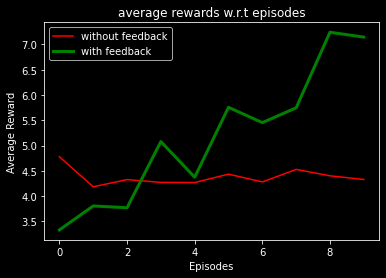 average rewards w.r.t episodes
without feedback
with feedback
Average Reward
7.0
6.5
6.0
5.5
5.0
4.5
4.0
3.5
0 2 4 6 8
Episodes